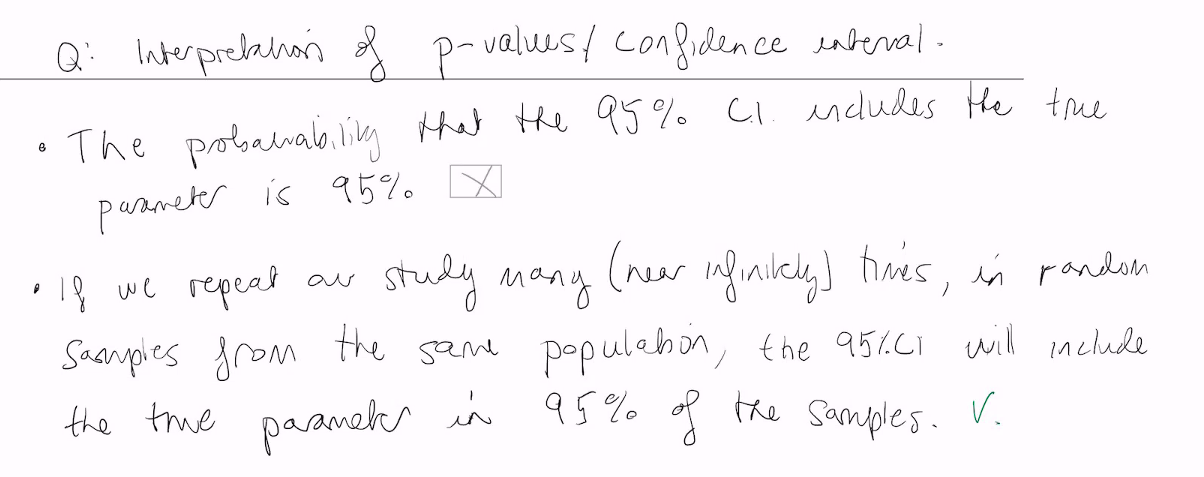 Q: Interpretation of p-values/ confidence interval.
• The probability that the 95% C.I. includes the true
parameter is 95%.
• If we repeat our study many (near infinitely) times, in random
samples from the same population, the 95% CI will include
the true parameter in 95% of the samples. V.